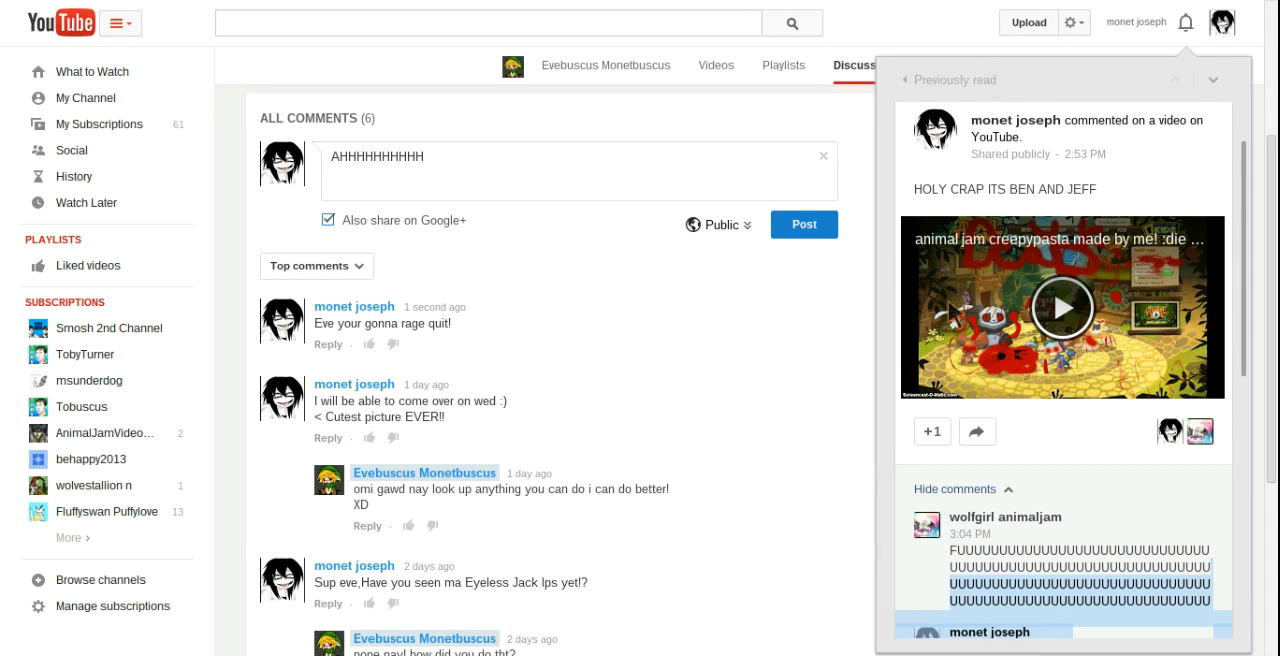 YouTube
Upload
monet joseph
What to Watch
My Channel
My Subscriptions 61
Social
History
Watch Later
PLAYLISTS
Liked videos
SUBSCRIPTIONS
Smosh 2nd Channel
TobyTurner
msunderdog
Tobuscus
AnimalJamVideo... 2
behappy2013
wolvestallion n 1
Fluffyswan Puffylove 13
More ›
Browse channels
Manage subscriptions
Evebuscus Monetbuscus Videos Playlists Discuss
ALL COMMENTS (6)
AHHHHHHHHHH
Also share on Google+
Public
Post
Top comments
monet joseph 1 second ago
Eve your gonna rage quit!
Reply ·
monet joseph 1 day ago
I will be able to come over on wed :)
< Cutest picture EVER!!
Reply ·
Evebuscus Monetbuscus 1 day ago
omi gawd nay look up anything you can do i can do better!
XD
Reply ·
monet joseph 2 days ago
Sup eve,Have you seen ma Eyeless Jack lps yet!?
Reply ·
Evebuscus Monetbuscus 2 days ago
nope nay! how did you do tht?
Previously read
monet joseph commented on a video on
YouTube.
Shared publicly - 2:53 PM
HOLY CRAP ITS BEN AND JEFF
animal jam creepypasta made by me! :die ...
Screencast-O-Matic.com
+1
Hide comments
wolfgirl animaljam
3:04 PM
FUUUUUUUUUUUUUUUUUUUUUUUUUUUUU
UUUUUUUUUUUUUUUUUUUUUUUUUUUUUU
UUUUUUUUUUUUUUUUUUUUUUUUUUUUUU
UUUUUUUUUUUUUUUUUUUUUUUUUUUUUU
monet joseph